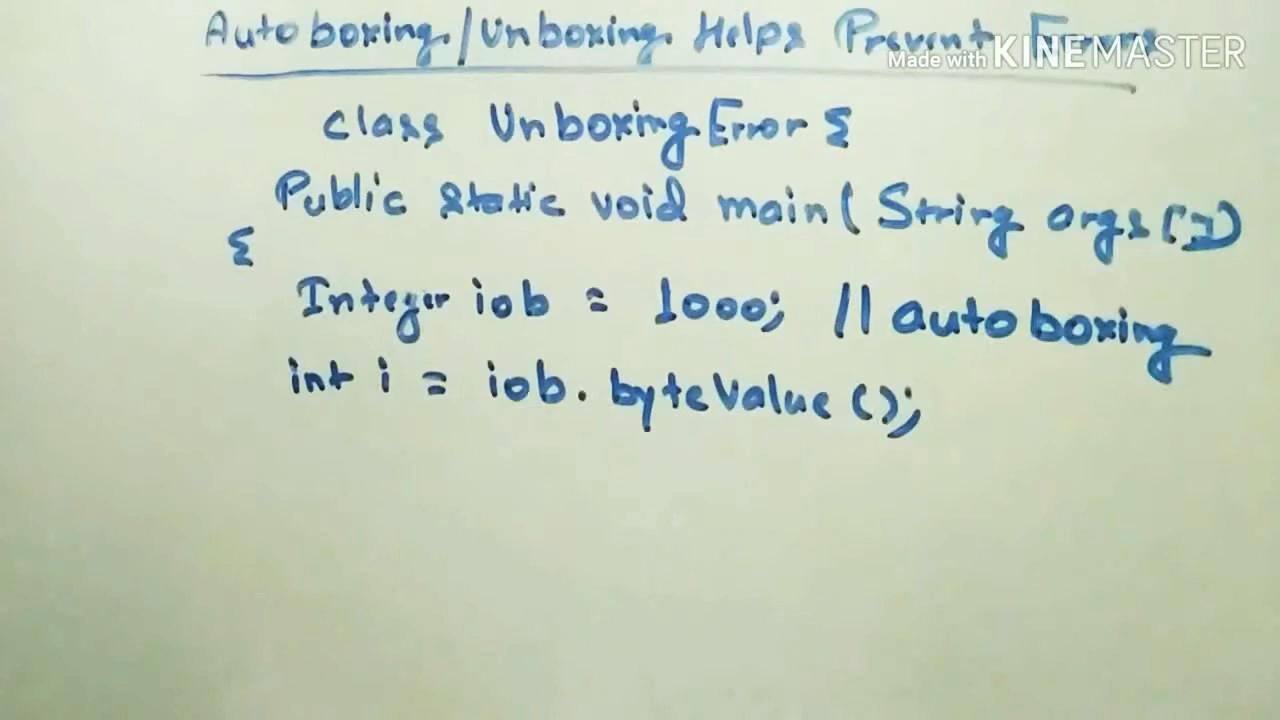 Autoboxing/Unboxing Helps Prevent Errors
Made with KINEMASTER
class UnboxingError {
Public static void main(String args[])
{
Integer iob = 1000; // autoboxing
int i = iob.byteValue();